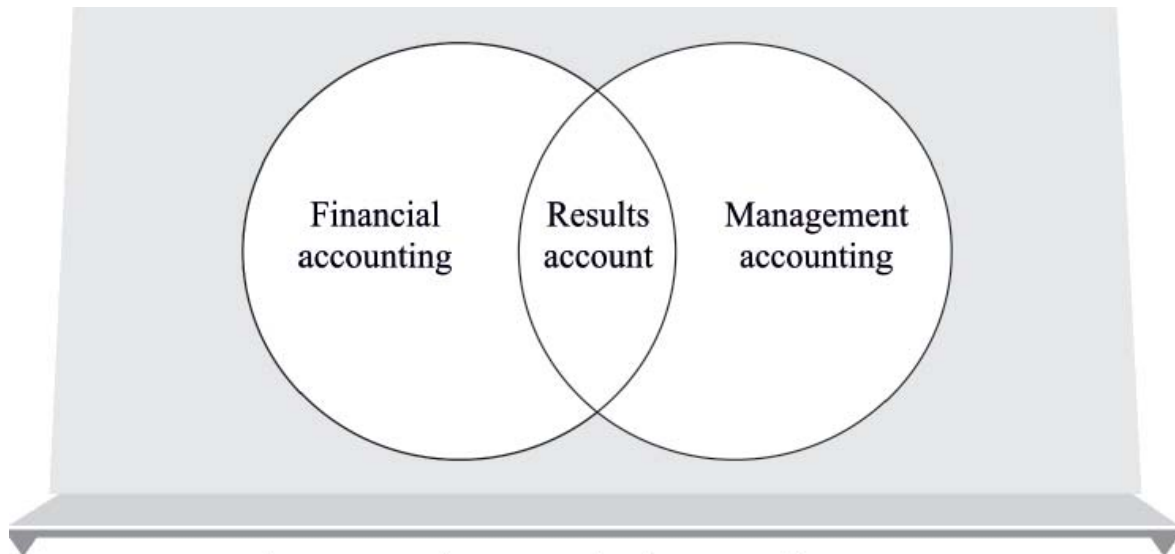 Financial
accounting
Results
account
Management
accounting